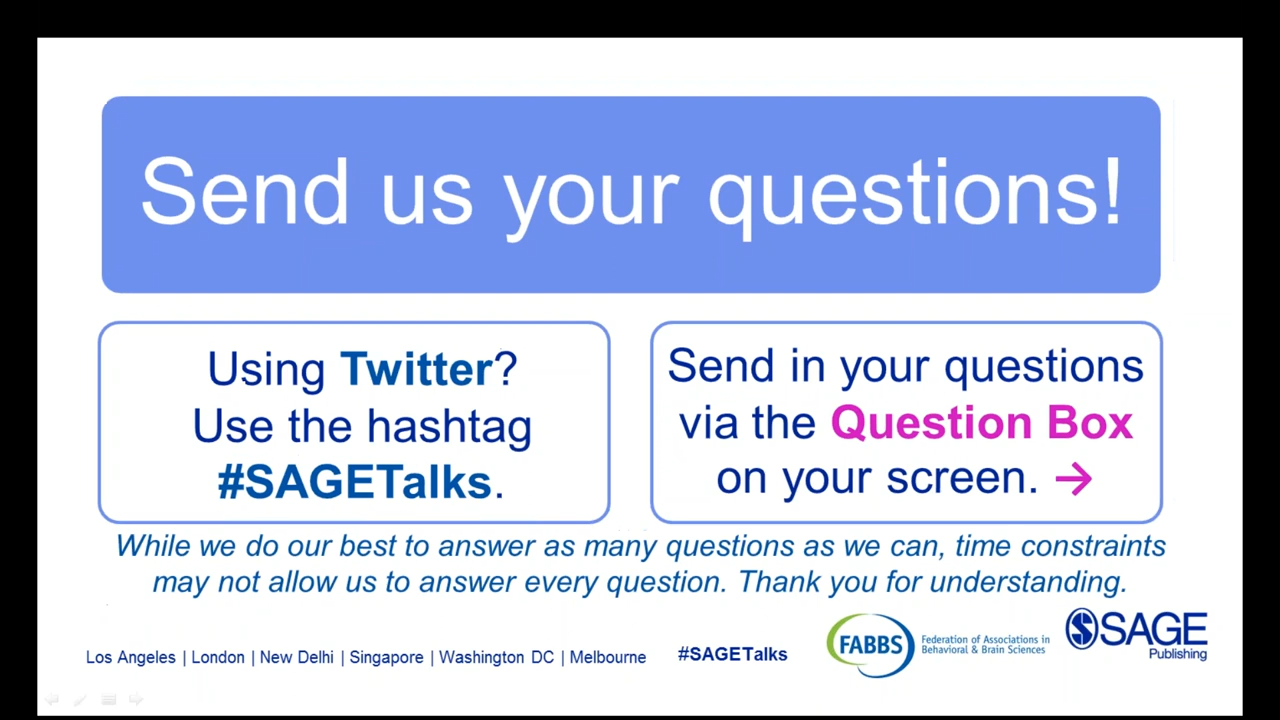 Send us your questions!
Using Twitter?
Use the hashtag
#SAGETalks.
Send in your questions
via the Question Box
on your screen. →
While we do our best to answer as many questions as we can, time constraints
may not allow us to answer every question. Thank you for understanding.
Los Angeles | London | New Delhi | Singapore | Washington DC | Melbourne
#SAGETalks
FABBS
Federation of Associations in
Behavioral & Brain Sciences
SAGE
Publishing